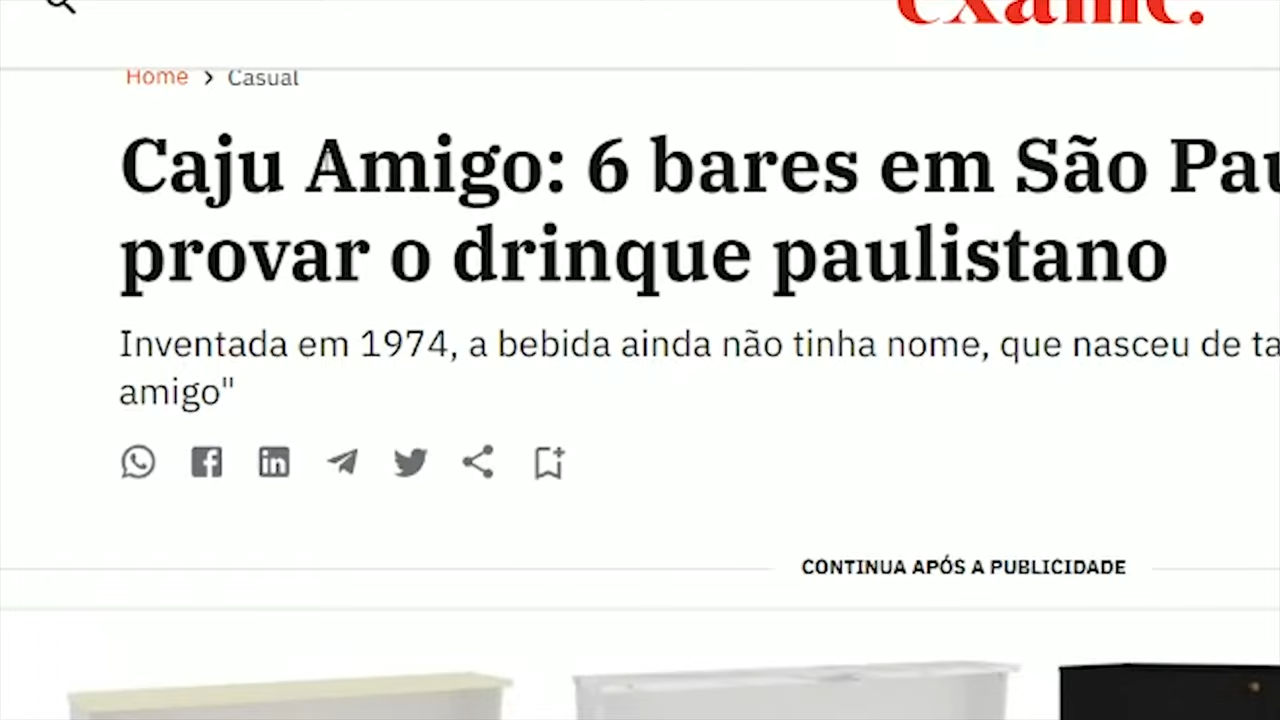 exame.
Home > Casual
Caju Amigo: 6 bares em São Pau
provar o drinque paulistano
Inventada em 1974, a bebida ainda não tinha nome, que nasceu de ta
amigo"
CONTINUA APÓS A PUBLICIDADE